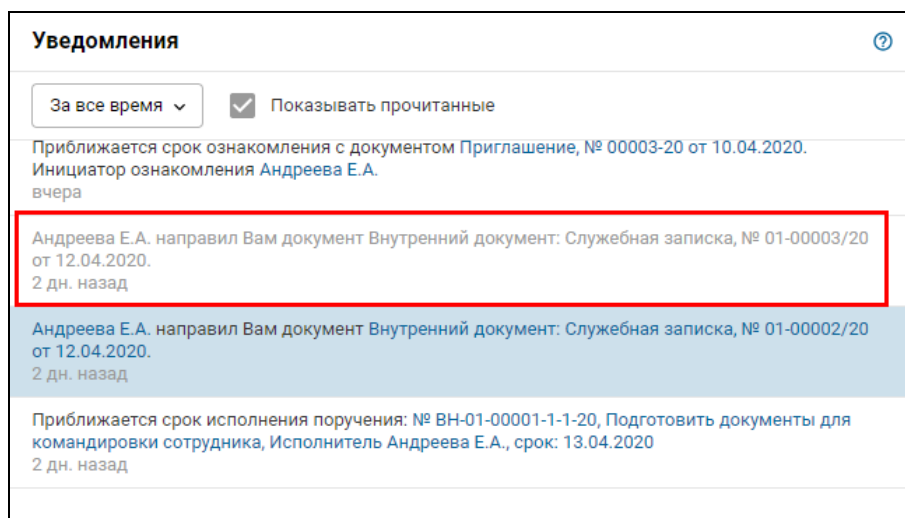 Уведомления
За все время
Показывать прочитанные
Приближается срок ознакомления с документом Приглашение, № 00003-20 от 10.04.2020.
Инициатор ознакомления Андреева Е.А.
вчера
Андреева Е.А. направил Вам документ Внутренний документ: Служебная записка, № 01-00003/20
от 12.04.2020.
2 дн. назад
Андреева Е.А. направил Вам документ Внутренний документ: Служебная записка, № 01-00002/20
от 12.04.2020.
2 дн. назад
Приближается срок исполнения поручения: № ВН-01-00001-1-1-20, Подготовить документы для
командировки сотрудника, Исполнитель Андреева Е.А., срок: 13.04.2020
2 дн. назад